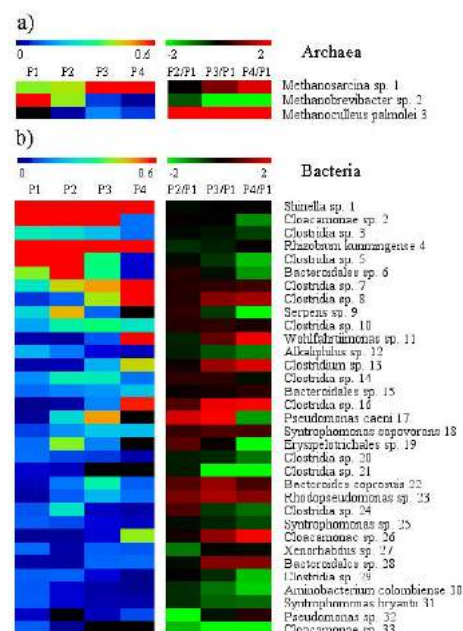 a)
0 0.6 -2 2 Archaea
P1 P2 P3 P4 P2/P1 P3/P1 P4/P1
Methanosarcina sp. 1
Methanobrevibacter sp. 2
Methanoculleus palmolei 3
b)
0 0.6 -2 2 Bacteria
P1 P2 P3 P4 P2/P1 P3/P1 P4/P1
Shinella sp. 1
Cloacamonae sp. 2
Clostridia sp. 3
Rhizobium kunmingense 4
Clostridia sp. 5
Bacteroidales sp. 6
Clostridia sp. 7
Clostridia sp. 8
Serpens sp. 9
Clostridia sp. 10
Wohlfahrtiimonas sp. 11
Alkaliphilus sp. 12
Clostridium sp. 13
Clostridia sp. 14
Bacteroidales sp. 15
Clostridia sp. 16
Pseudomonas caeni 17
Syntrophomonas sapovorans 18
Erysipelotrichales sp. 19
Clostridia sp. 20
Clostridia sp. 21
Bacteroides coprosuis 22
Rhodopseudomonas sp. 23
Clostridia sp. 24
Syntrophomonas sp. 25
Cloacamonae sp. 26
Xenorhabdus sp. 27
Bacteroidales sp. 28
Clostridia sp. 29
Aminobacterium colombiense 30
Syntrophomonas bryantii 31
Pseudomonas sp. 32
Cloacamonae sp. 33